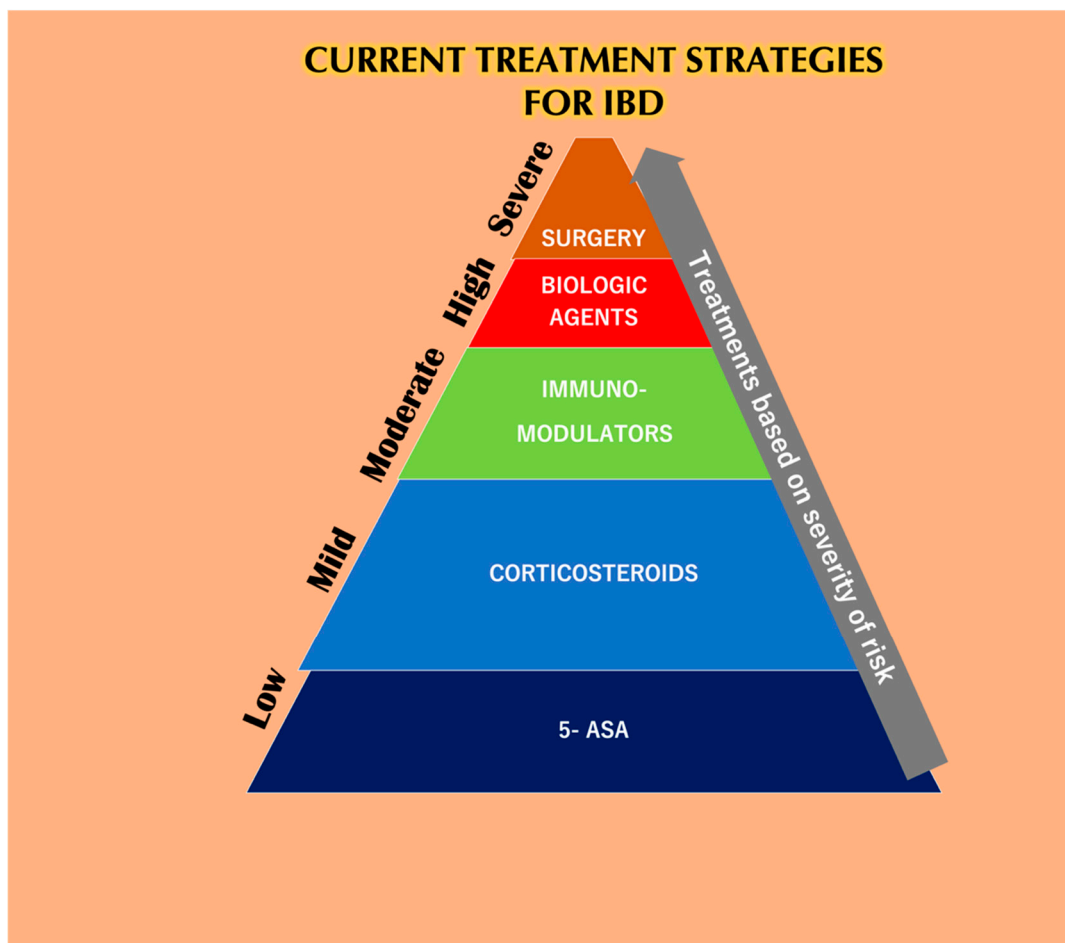 CURRENT TREATMENT STRATEGIES
FOR IBD
Severe
SURGERY
High
BIOLOGIC
AGENTS
Moderate
IMMUNO-
MODULATORS
Mild
CORTICOSTEROIDS
Low
5- ASA
Treatments based on severity of risk